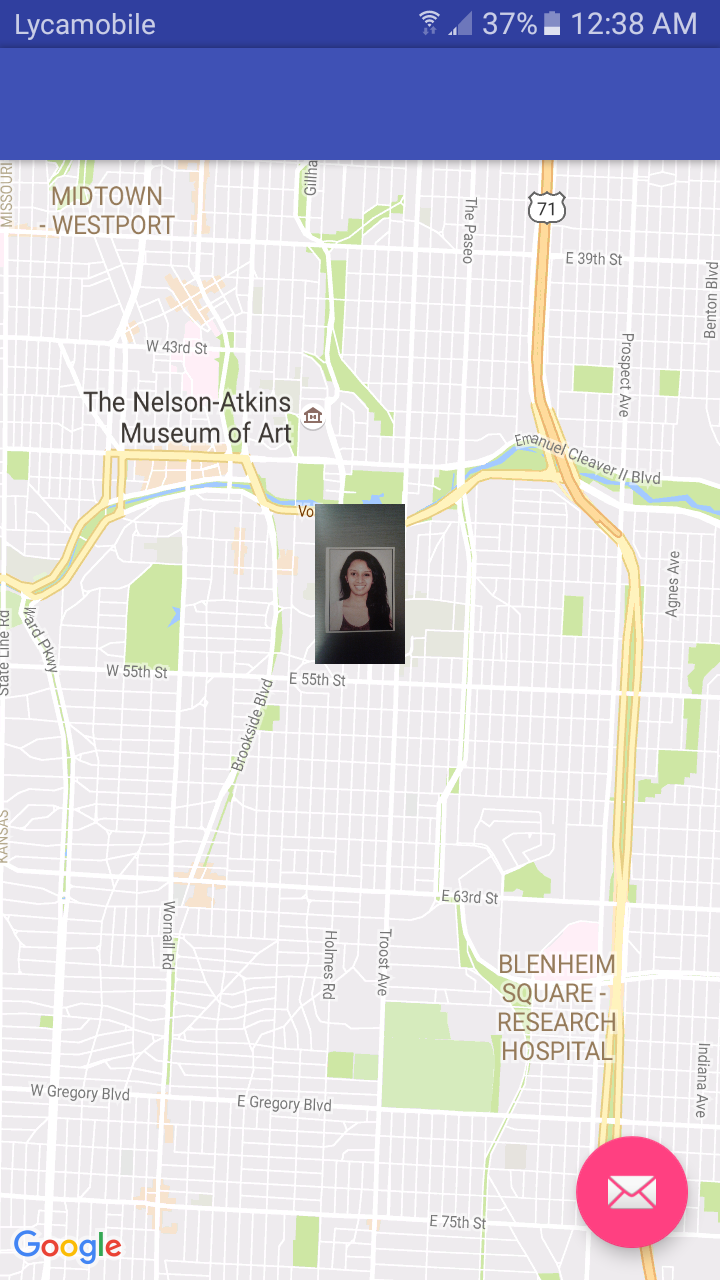 Lycamobile
37%
12:38 AM
MISSOURI
MIDTOWN
- WESTPORT
Gillha
The Paseo
71
E 39th St
Benton Blvd
W 43rd St
Prospect Ave
The Nelson-Atkins
Museum of Art
Emanuel Cleaver II Blvd
Vo
Agnes Ave
Ward Pkwy
State Line Rd
W 55th St
E 55th St
Brookside Blvd
KANSAS
E 63rd St
Wornall Rd
Holmes Rd
Troost Ave
BLENHEIM
SQUARE -
RESEARCH
HOSPITAL
Indiana Ave
W Gregory Blvd
E Gregory Blvd
E 75th St
Google